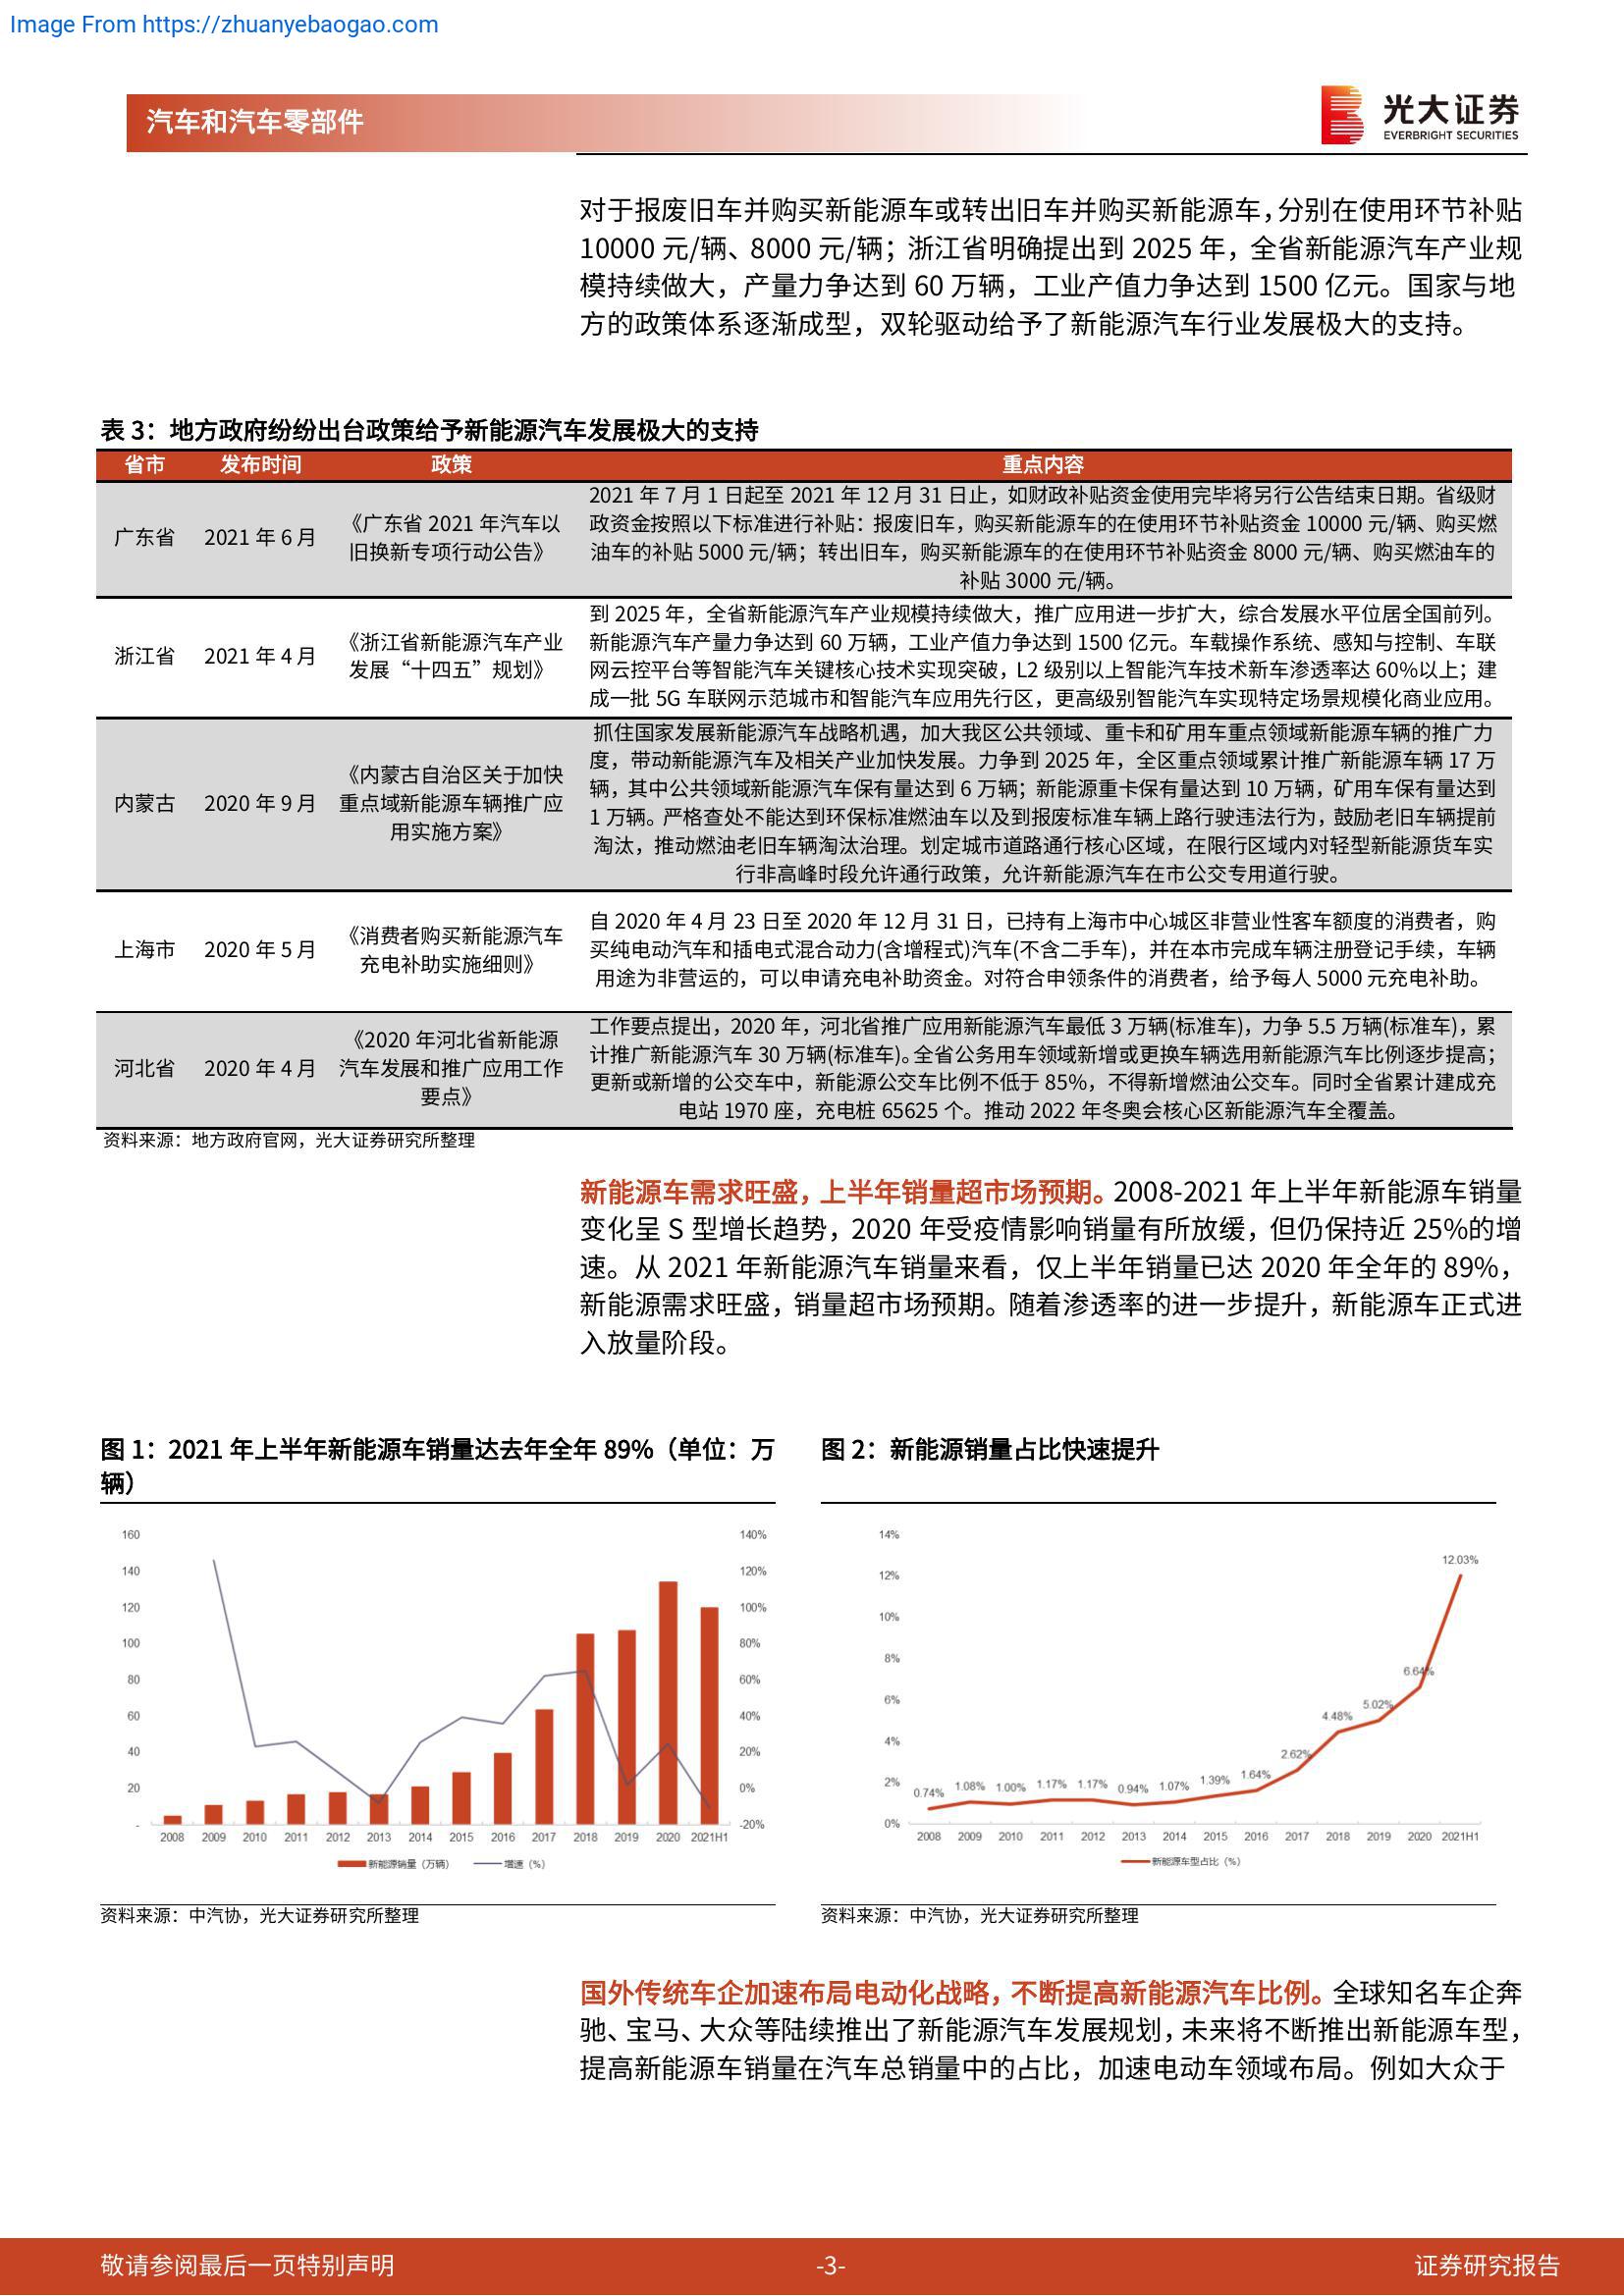 Image From https://zhuanyebaogao.com
汽车和汽车零部件
光大证券
EVERBRIGHT SECURITIES
对于报废旧车并购买新能源车或转出旧车并购买新能源车，分别在使用环节补贴
10000 元/辆、8000 元/辆；浙江省明确提出到 2025 年，全省新能源汽车产业规
模持续做大，产量力争达到 60 万辆，工业产值力争达到 1500 亿元。国家与地
方的政策体系逐渐成型，双轮驱动给予了新能源汽车行业发展极大的支持。
表 3：地方政府纷纷出台政策给予新能源汽车发展极大的支持
省市 发布时间 政策 重点内容
广东省 2021 年 6 月
《广东省 2021 年汽车以
旧换新专项行动公告》
2021 年 7 月 1 日起至 2021 年 12 月 31 日止，如财政补贴资金使用完毕将另行公告结束日期。省级财
政资金按照以下标准进行补贴：报废旧车，购买新能源车的在使用环节补贴资金 10000 元/辆、购买燃
油车的补贴 5000 元/辆；转出旧车，购买新能源车的在使用环节补贴资金 8000 元/辆、购买燃油车的
补贴 3000 元/辆。
浙江省 2021 年 4 月
《浙江省新能源汽车产业
发展“十四五”规划》
到 2025 年，全省新能源汽车产业规模持续做大，推广应用进一步扩大，综合发展水平位居全国前列。
新能源汽车产量力争达到 60 万辆，工业产值力争达到 1500 亿元。车载操作系统、感知与控制、车联
网云控平台等智能汽车关键核心技术实现突破，L2 级别以上智能汽车技术新车渗透率达 60%以上；建
成一批 5G 车联网示范城市和智能汽车应用先行区，更高级别智能汽车实现特定场景规模化商业应用。
内蒙古 2020 年 9 月
《内蒙古自治区关于加快
重点域新能源车辆推广应
用实施方案》
抓住国家发展新能源汽车战略机遇，加大我区公共领域、重卡和矿用车重点领域新能源车辆的推广力
度，带动新能源汽车及相关产业加快发展。力争到 2025 年，全区重点领域累计推广新能源车辆 17 万
辆，其中公共领域新能源汽车保有量达到 6 万辆；新能源重卡保有量达到 10 万辆，矿用车保有量达到
1 万辆。严格查处不能达到环保标准燃油车以及到报废标准车辆上路行驶违法行为，鼓励老旧车辆提前
淘汰，推动燃油老旧车辆淘汰治理。划定城市道路通行核心区域，在限行区域内对轻型新能源货车实
行非高峰时段允许通行政策，允许新能源汽车在市公交专用道行驶。
上海市 2020 年 5 月
《消费者购买新能源汽车
充电补助实施细则》
自 2020 年 4 月 23 日至 2020 年 12 月 31 日，已持有上海市中心城区非营业性客车额度的消费者，购
买纯电动汽车和插电式混合动力(含增程式)汽车(不含二手车)，并在本市完成车辆注册登记手续，车辆
用途为非营运的，可以申请充电补助资金。对符合申领条件的消费者，给予每人 5000 元充电补助。
河北省 2020 年 4 月
《2020 年河北省新能源
汽车发展和推广应用工作
要点》
工作要点提出，2020 年，河北省推广应用新能源汽车最低 3 万辆(标准车)，力争 5.5 万辆(标准车)，累
计推广新能源汽车 30 万辆(标准车)。全省公务用车领域新增或更换车辆选用新能源汽车比例逐步提高；
更新或新增的公交车中，新能源公交车比例不低于 85%，不得新增燃油公交车。同时全省累计建成充
电站 1970 座，充电桩 65625 个。推动 2022 年冬奥会核心区新能源汽车全覆盖。
资料来源：地方政府官网，光大证券研究所整理
新能源车需求旺盛，上半年销量超市场预期。2008-2021 年上半年新能源车销量
变化呈 S 型增长趋势，2020 年受疫情影响销量有所放缓，但仍保持近 25%的增
速。从 2021 年新能源汽车销量来看，仅上半年销量已达 2020 年全年的 89%，
新能源需求旺盛，销量超市场预期。随着渗透率的进一步提升，新能源车正式进
入放量阶段。
图 1：2021 年上半年新能源车销量达去年全年 89%（单位：万
辆）
160 140%
140 120%
120 100%
100 80%
80 60%
60 40%
40 20%
20 0%
- -20%
2008 2009 2010 2011 2012 2013 2014 2015 2016 2017 2018 2019 2020 2021H1
新能源销量（万辆） 增速（%）
资料来源：中汽协，光大证券研究所整理
图 2：新能源销量占比快速提升
14%
12%
10%
8%
6%
4%
2%
0%
0.74% 1.08% 1.00% 1.17% 1.17% 0.94% 1.07% 1.39% 1.64% 2.62% 4.48% 5.02% 6.64% 12.03%
2008 2009 2010 2011 2012 2013 2014 2015 2016 2017 2018 2019 2020 2021H1
新能源车型占比（%）
资料来源：中汽协，光大证券研究所整理
国外传统车企加速布局电动化战略，不断提高新能源汽车比例。全球知名车企奔
驰、宝马、大众等陆续推出了新能源汽车发展规划，未来将不断推出新能源车型，
提高新能源车销量在汽车总销量中的占比，加速电动车领域布局。例如大众于
敬请参阅最后一页特别声明 -3- 证券研究报告